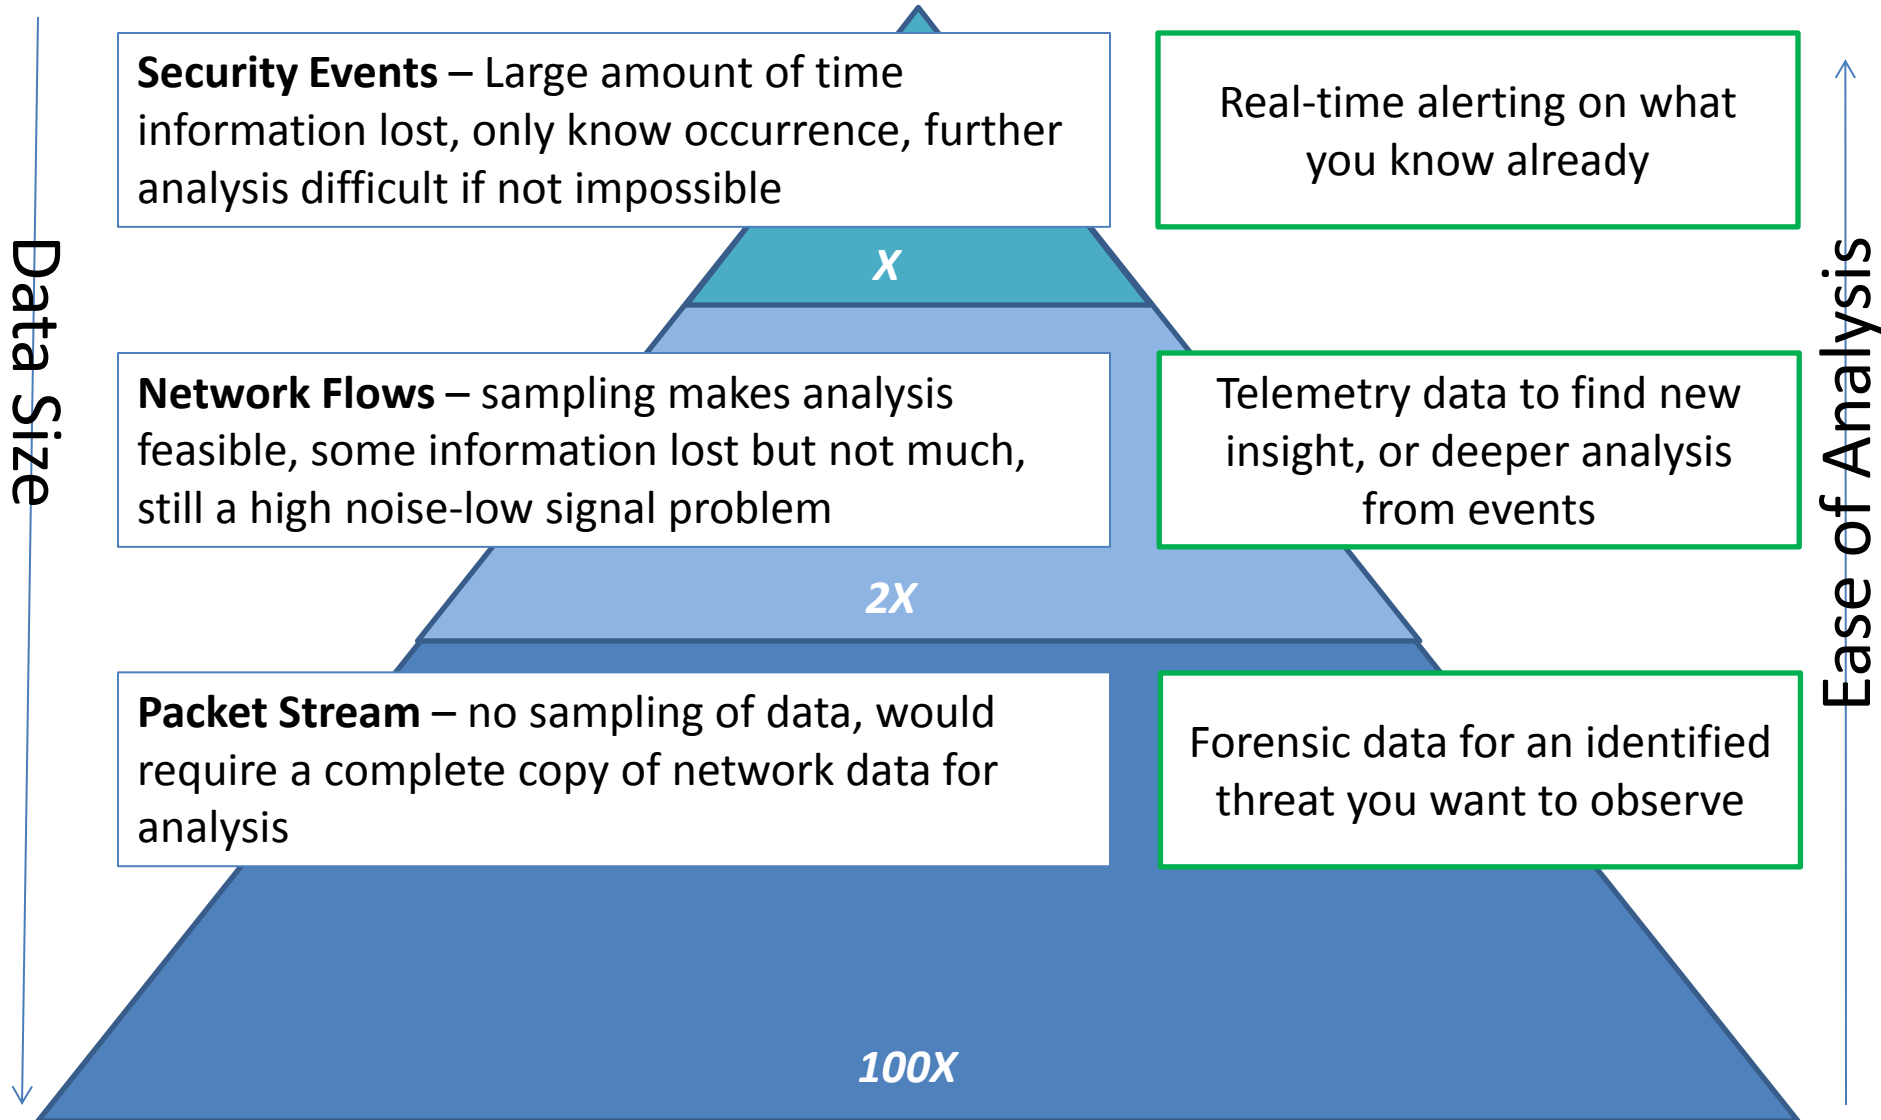 Security Events – Large amount of time
information lost, only know occurrence, further
analysis difficult if not impossible
Real-time alerting on what
you know already
X
Data Size
Ease of Analysis
Network Flows – sampling makes analysis
feasible, some information lost but not much,
still a high noise-low signal problem
Telemetry data to find new
insight, or deeper analysis
from events
2X
Packet Stream – no sampling of data, would
require a complete copy of network data for
analysis
Forensic data for an identified
threat you want to observe
100X